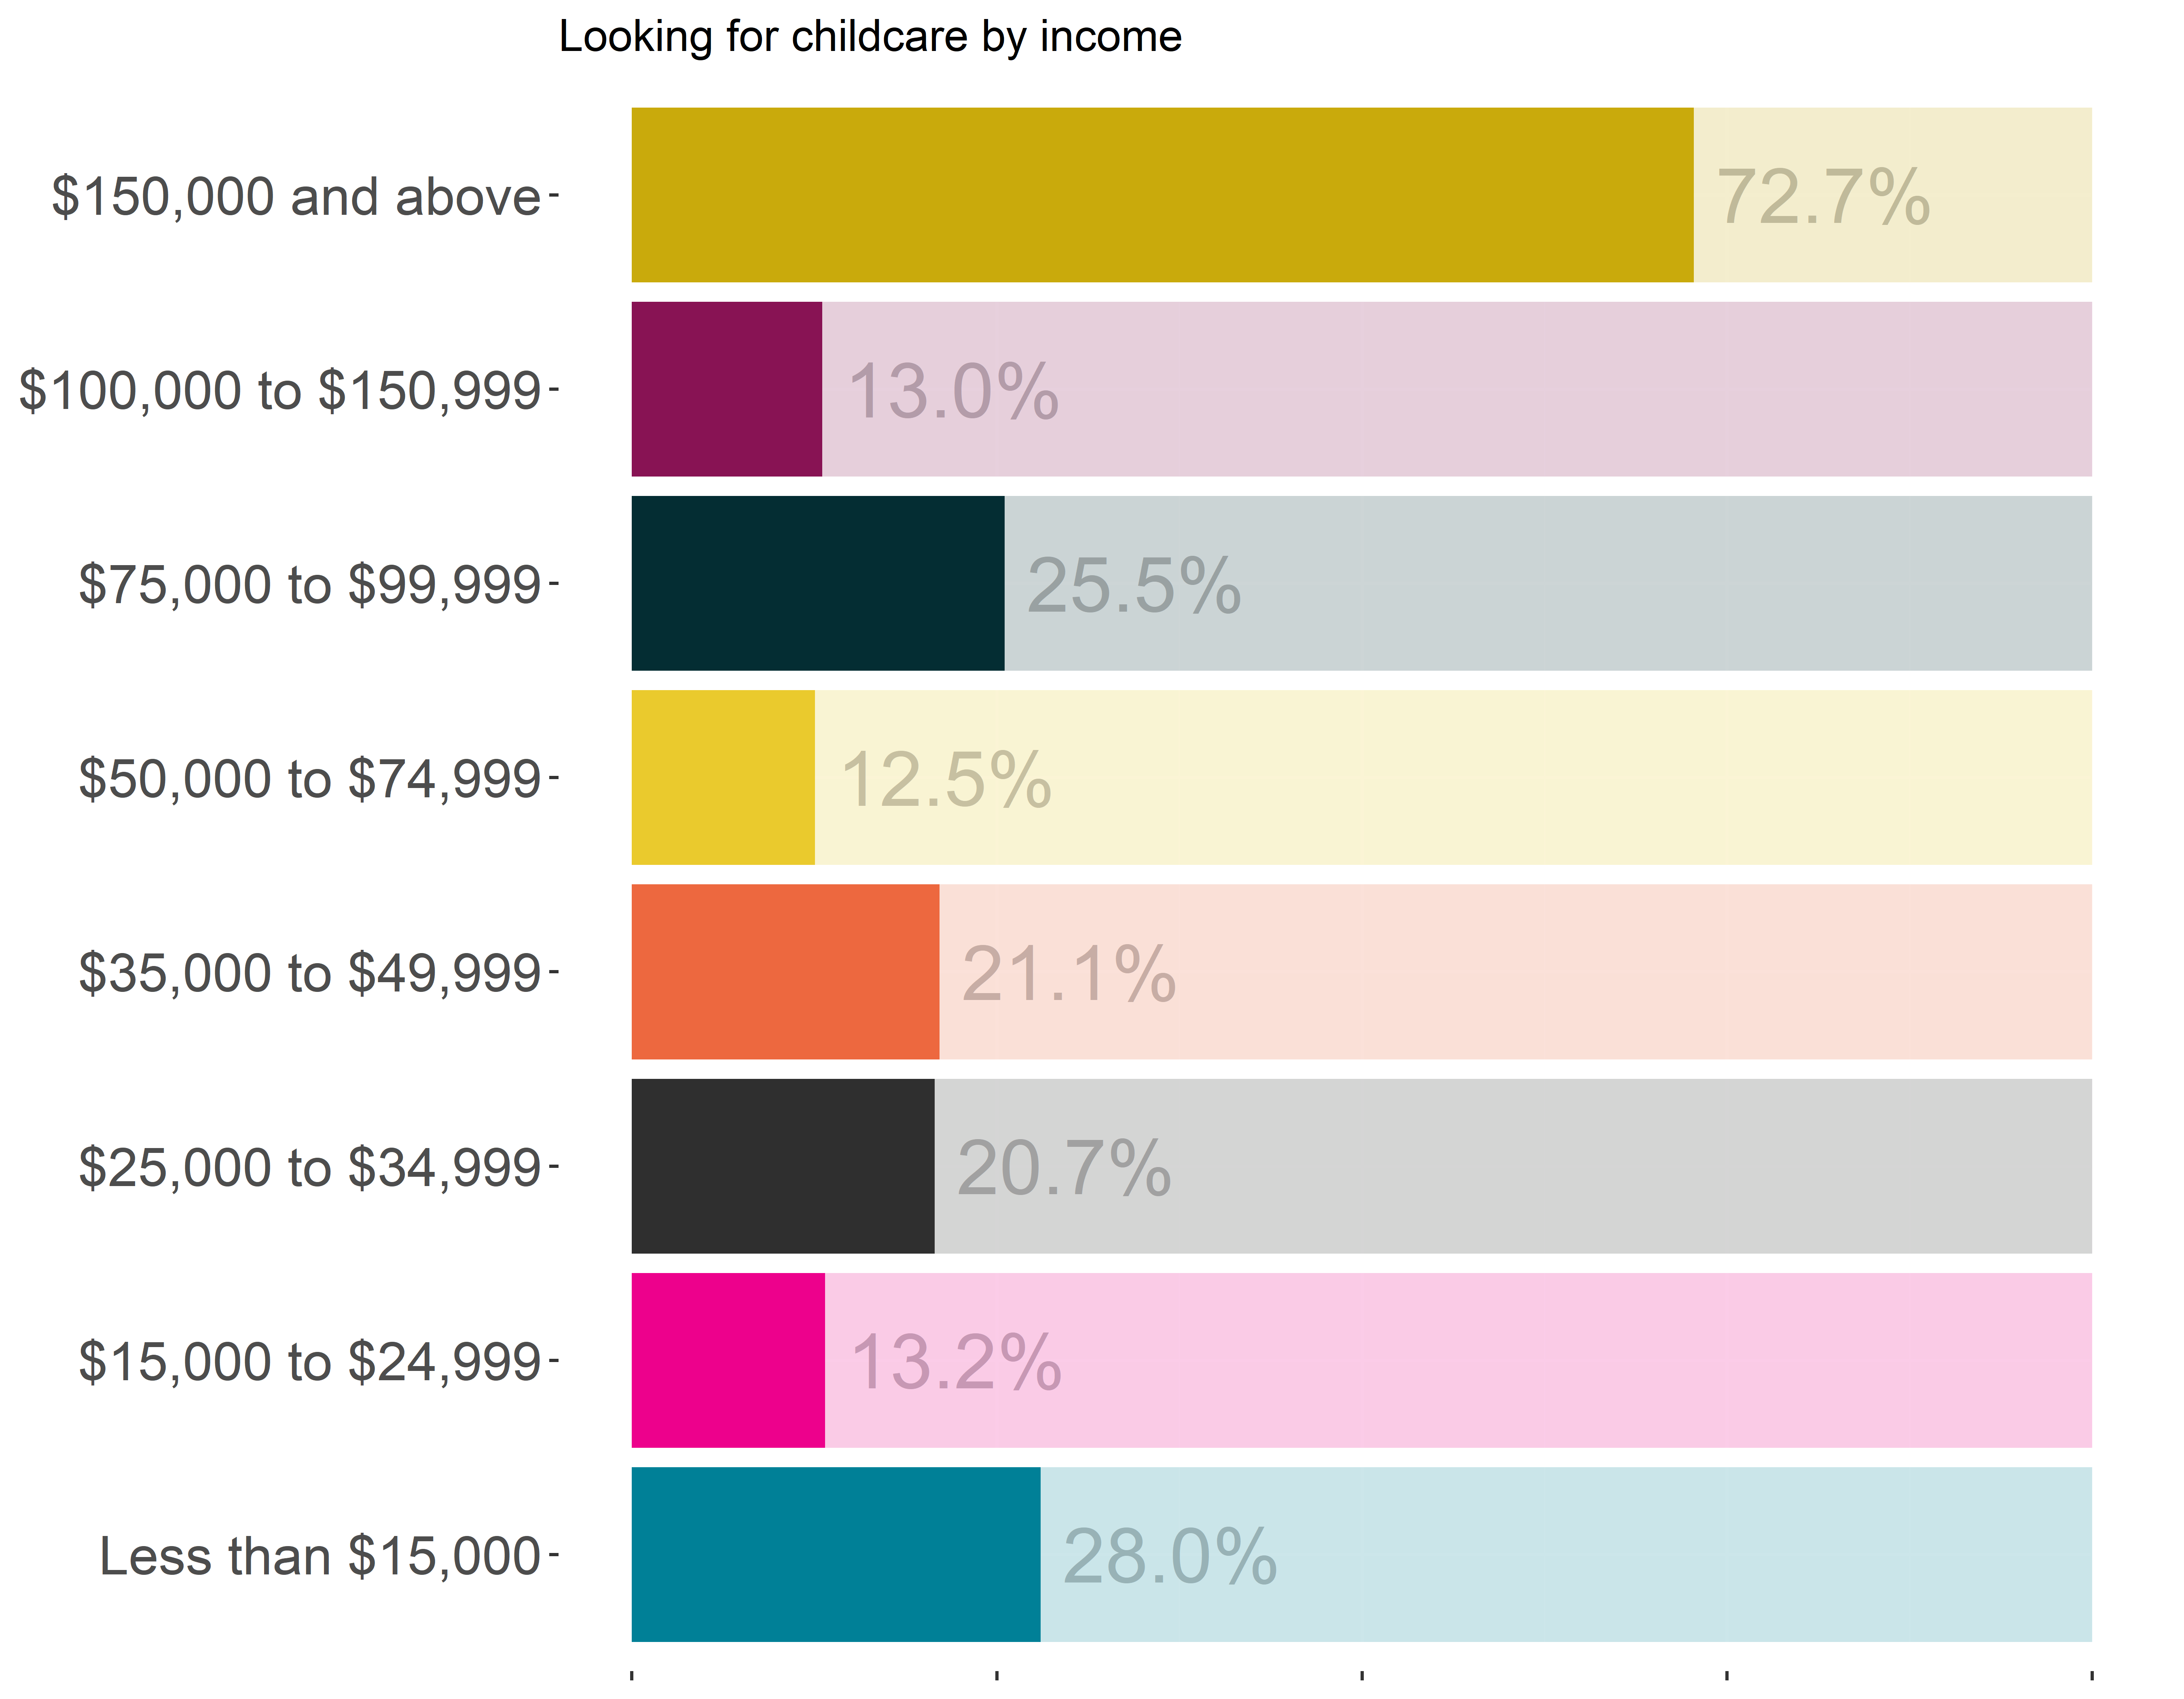 Looking for childcare by income
$150,000 and above
72.7%
$100,000 to $150,999
13.0%
$75,000 to $99,999
25.5%
$50,000 to $74,999
12.5%
$35,000 to $49,999
21.1%
$25,000 to $34,999
20.7%
$15,000 to $24,999
13.2%
Less than $15,000
28.0%